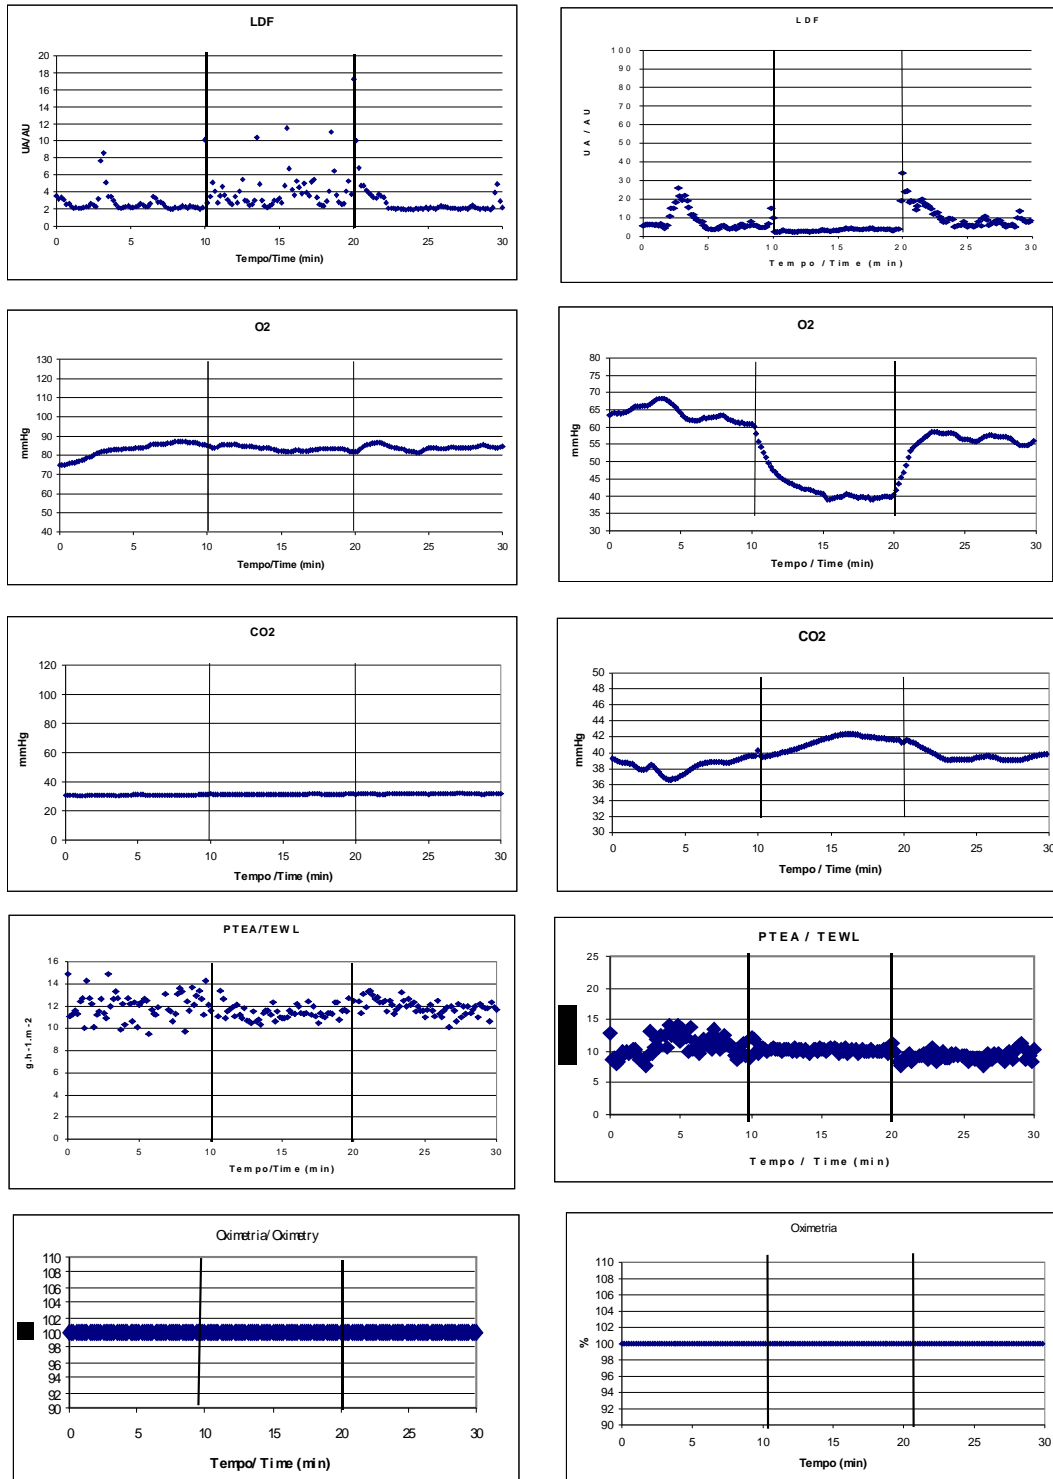 LDF
20
18
16
14
12
10
8
6
4
2
0
UA/AU
0 5 10 15 20 25 30
Tempo/Time (min)
LDF
100
90
80
70
60
50
40
30
20
10
0
UA / AU
0 5 10 15 20 25 30
Tempo /Time (min)
O2
130
120
110
100
90
80
70
60
50
40
mmHg
0 5 10 15 20 25 30
Tempo/Time (min)
O2
80
75
70
65
60
55
50
45
40
35
30
mmHg
0 5 10 15 20 25 30
Tempo / Time (min)
CO2
120
100
80
60
40
20
0
mmHg
0 5 10 15 20 25 30
Tempo /Time (min)
CO2
50
48
46
44
42
40
38
36
34
32
30
mmHg
0 5 10 15 20 25 30
Tempo / Time (min)
PTEA/TEWL
16
14
12
10
8
6
4
2
0
g.h-1.m-2
0 5 10 15 20 25 30
Tempo/Time (min)
PTEA / TEWL
25
20
15
10
5
0
0 5 10 15 20 25 30
Tempo / Time (min)
Oximetria/Oximetry
110
108
106
104
102
100
98
96
94
92
90
0 5 10 15 20 25 30
Tempo/ Time (min)
Oximetria
110
108
106
104
102
100
98
96
94
92
90
%
0 5 10 15 20 25 30
Tempo (min)